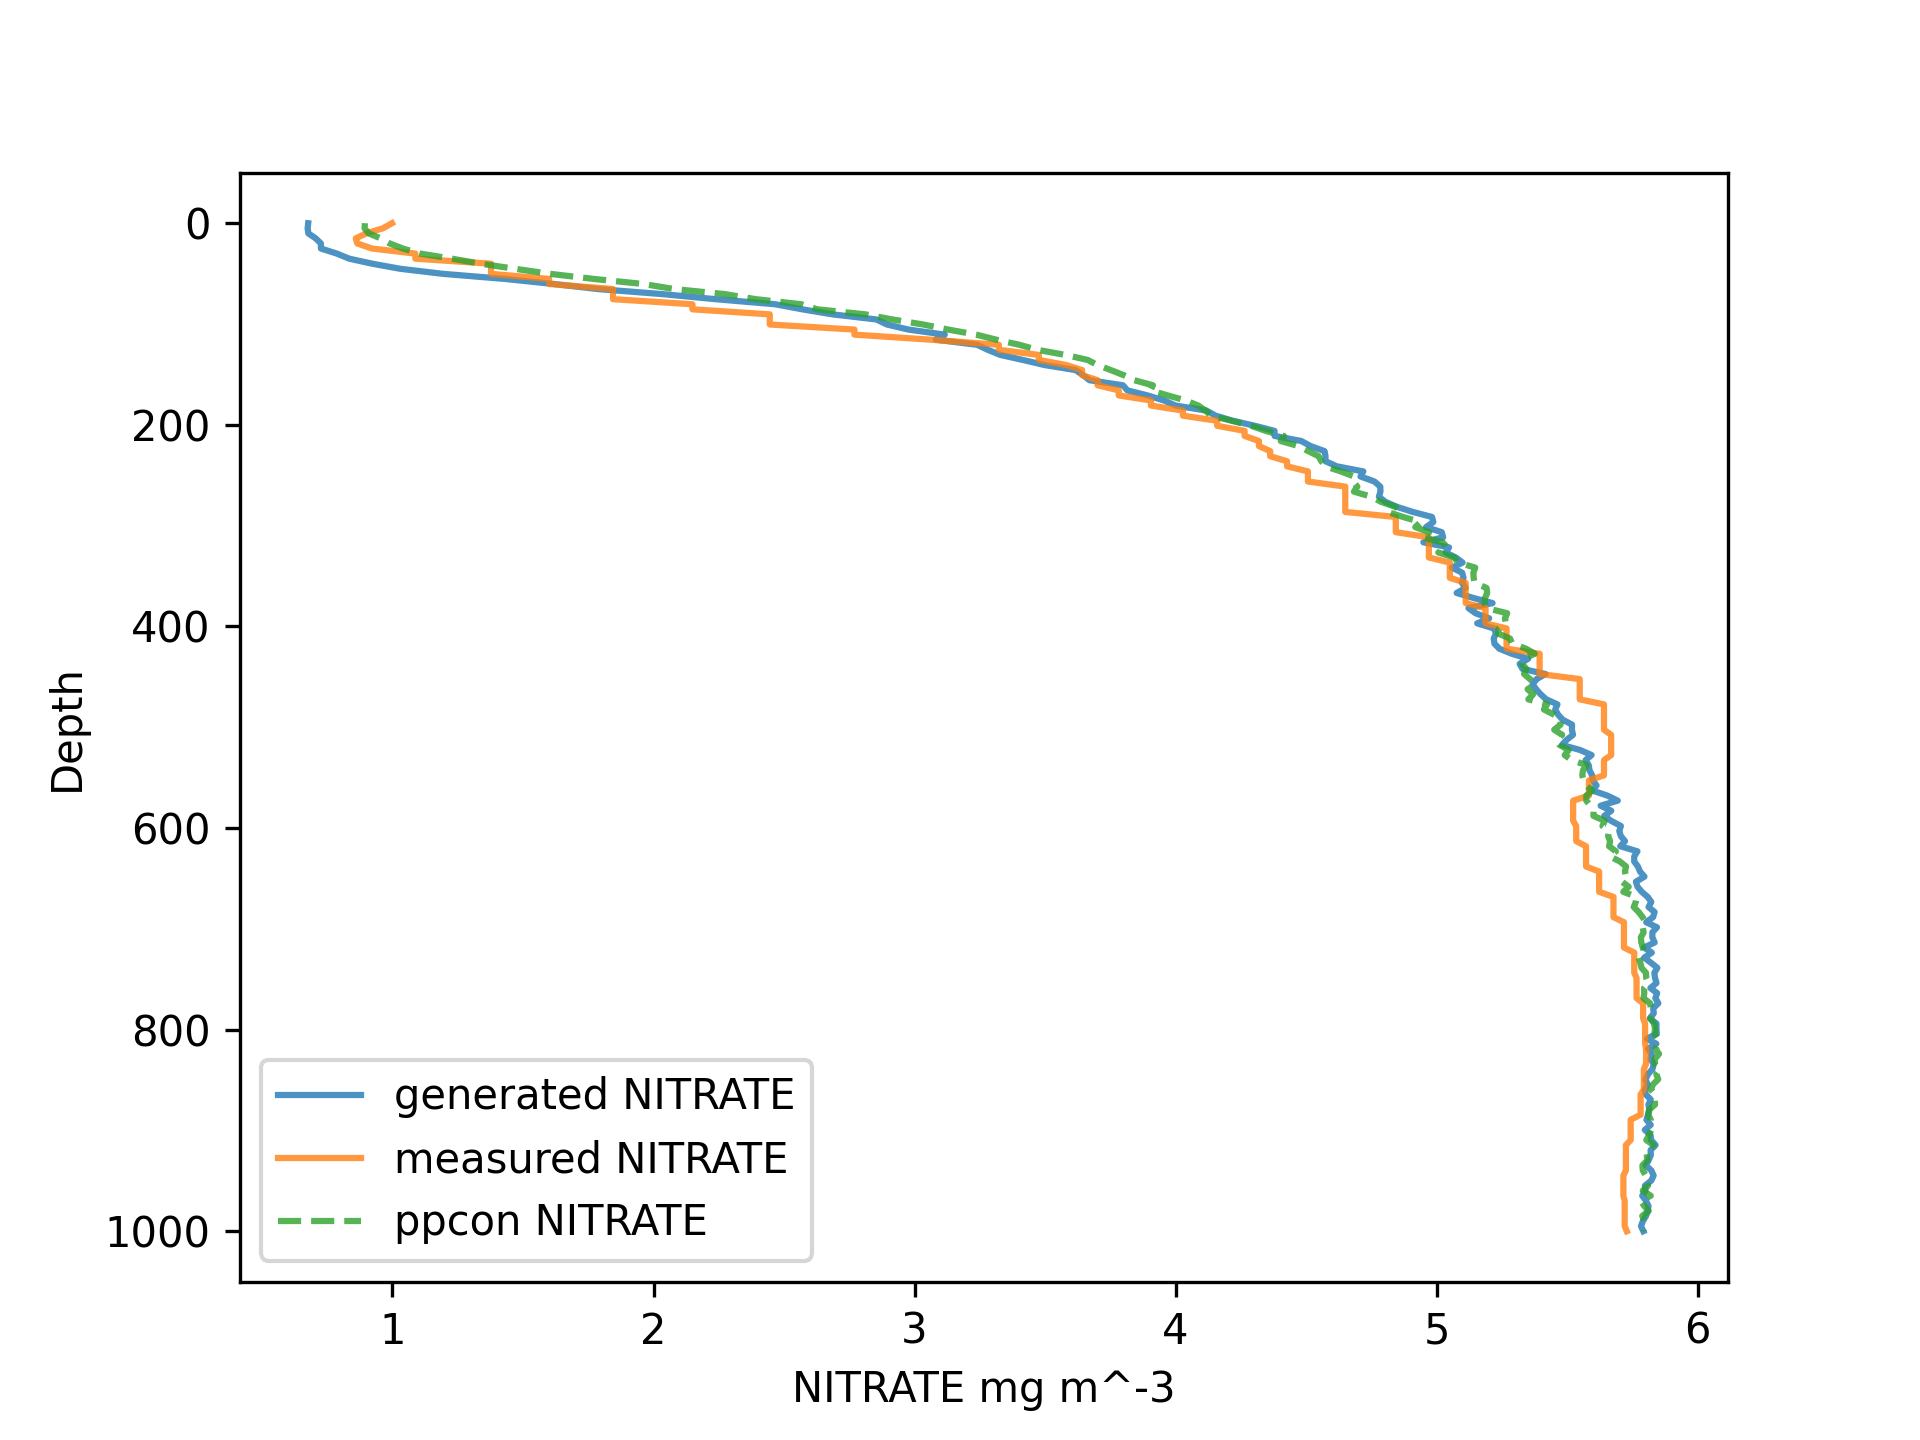 0
200
400
600
800
1000
Depth
generated NITRATE
measured NITRATE
ppcon NITRATE
1 2 3 4 5 6
NITRATE mg m^-3